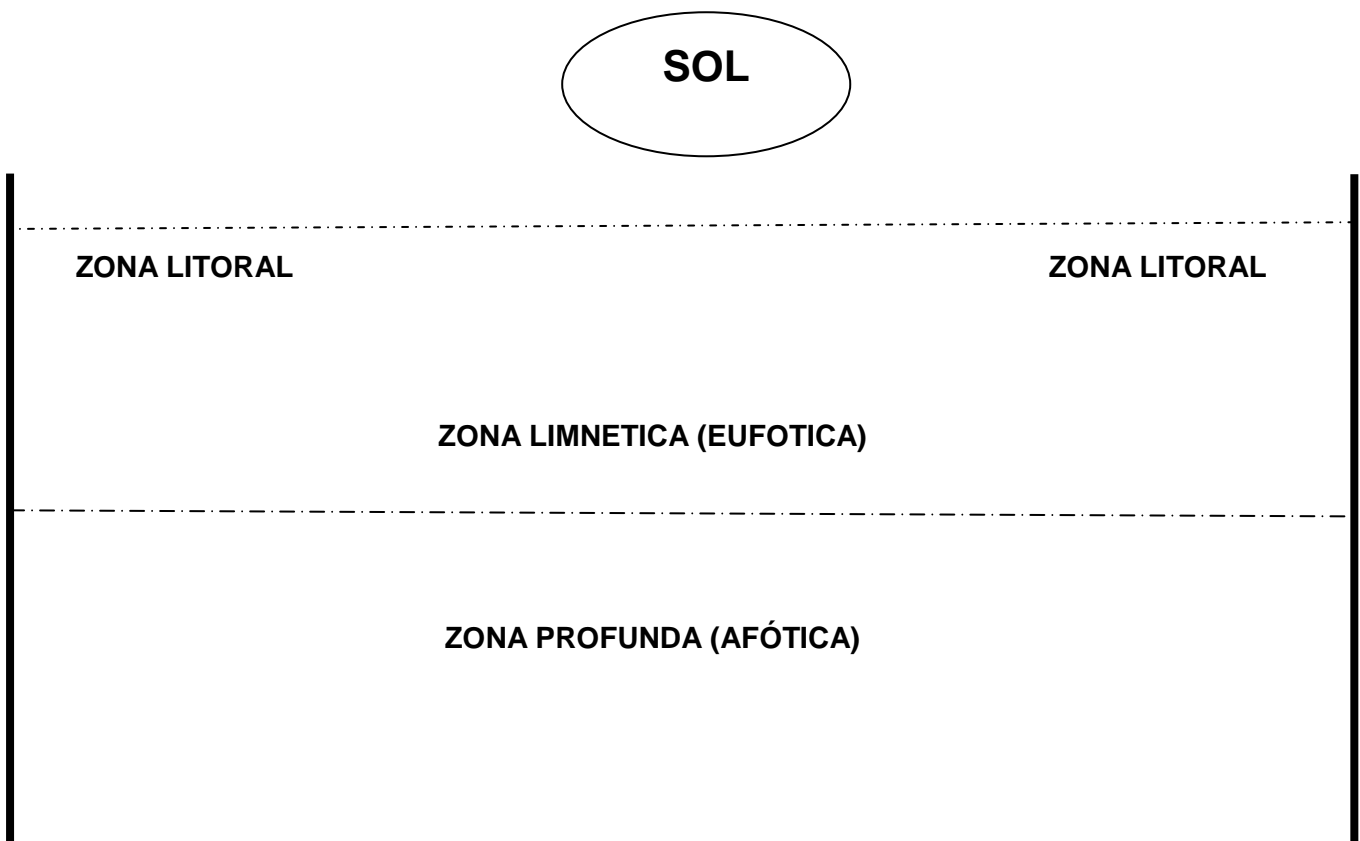 SOL
ZONA LITORAL
ZONA LITORAL
ZONA LIMNETICA (EUFOTICA)
ZONA PROFUNDA (AFÓTICA)